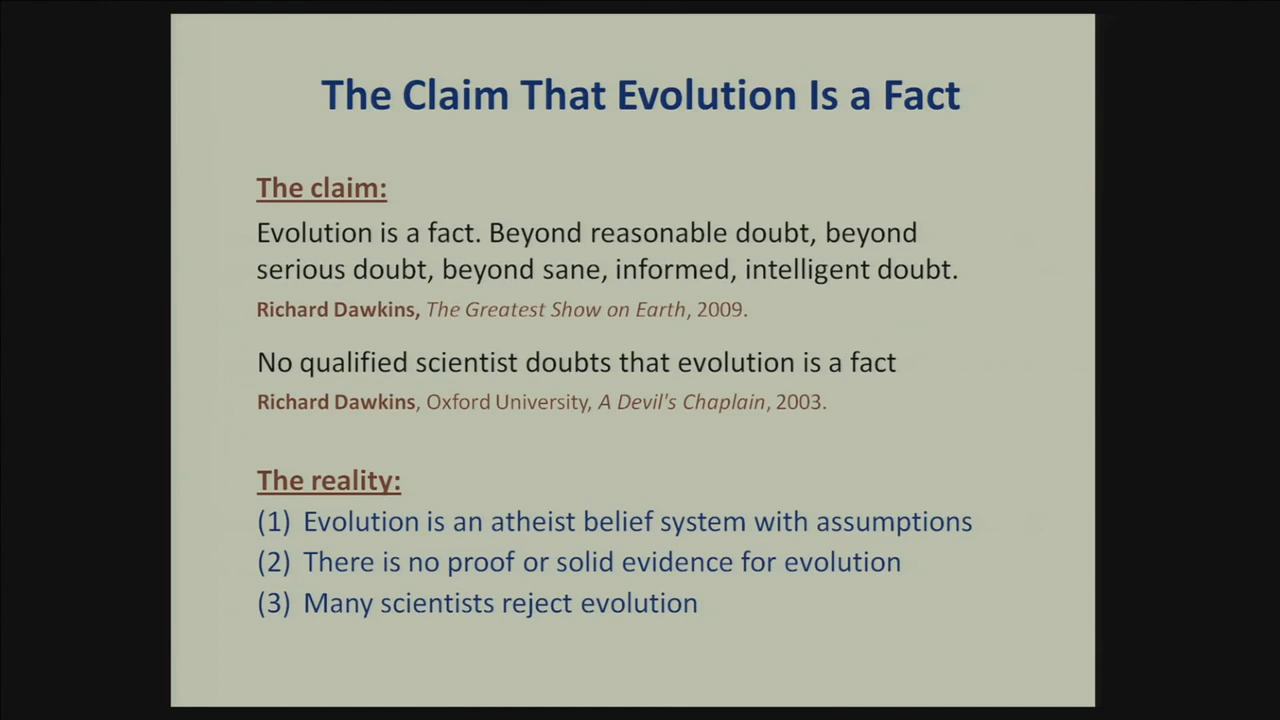 The Claim That Evolution Is a Fact
The claim:
Evolution is a fact. Beyond reasonable doubt, beyond
serious doubt, beyond sane, informed, intelligent doubt.
Richard Dawkins, The Greatest Show on Earth, 2009.
No qualified scientist doubts that evolution is a fact
Richard Dawkins, Oxford University, A Devil's Chaplain, 2003.
The reality:
(1) Evolution is an atheist belief system with assumptions
(2) There is no proof or solid evidence for evolution
(3) Many scientists reject evolution